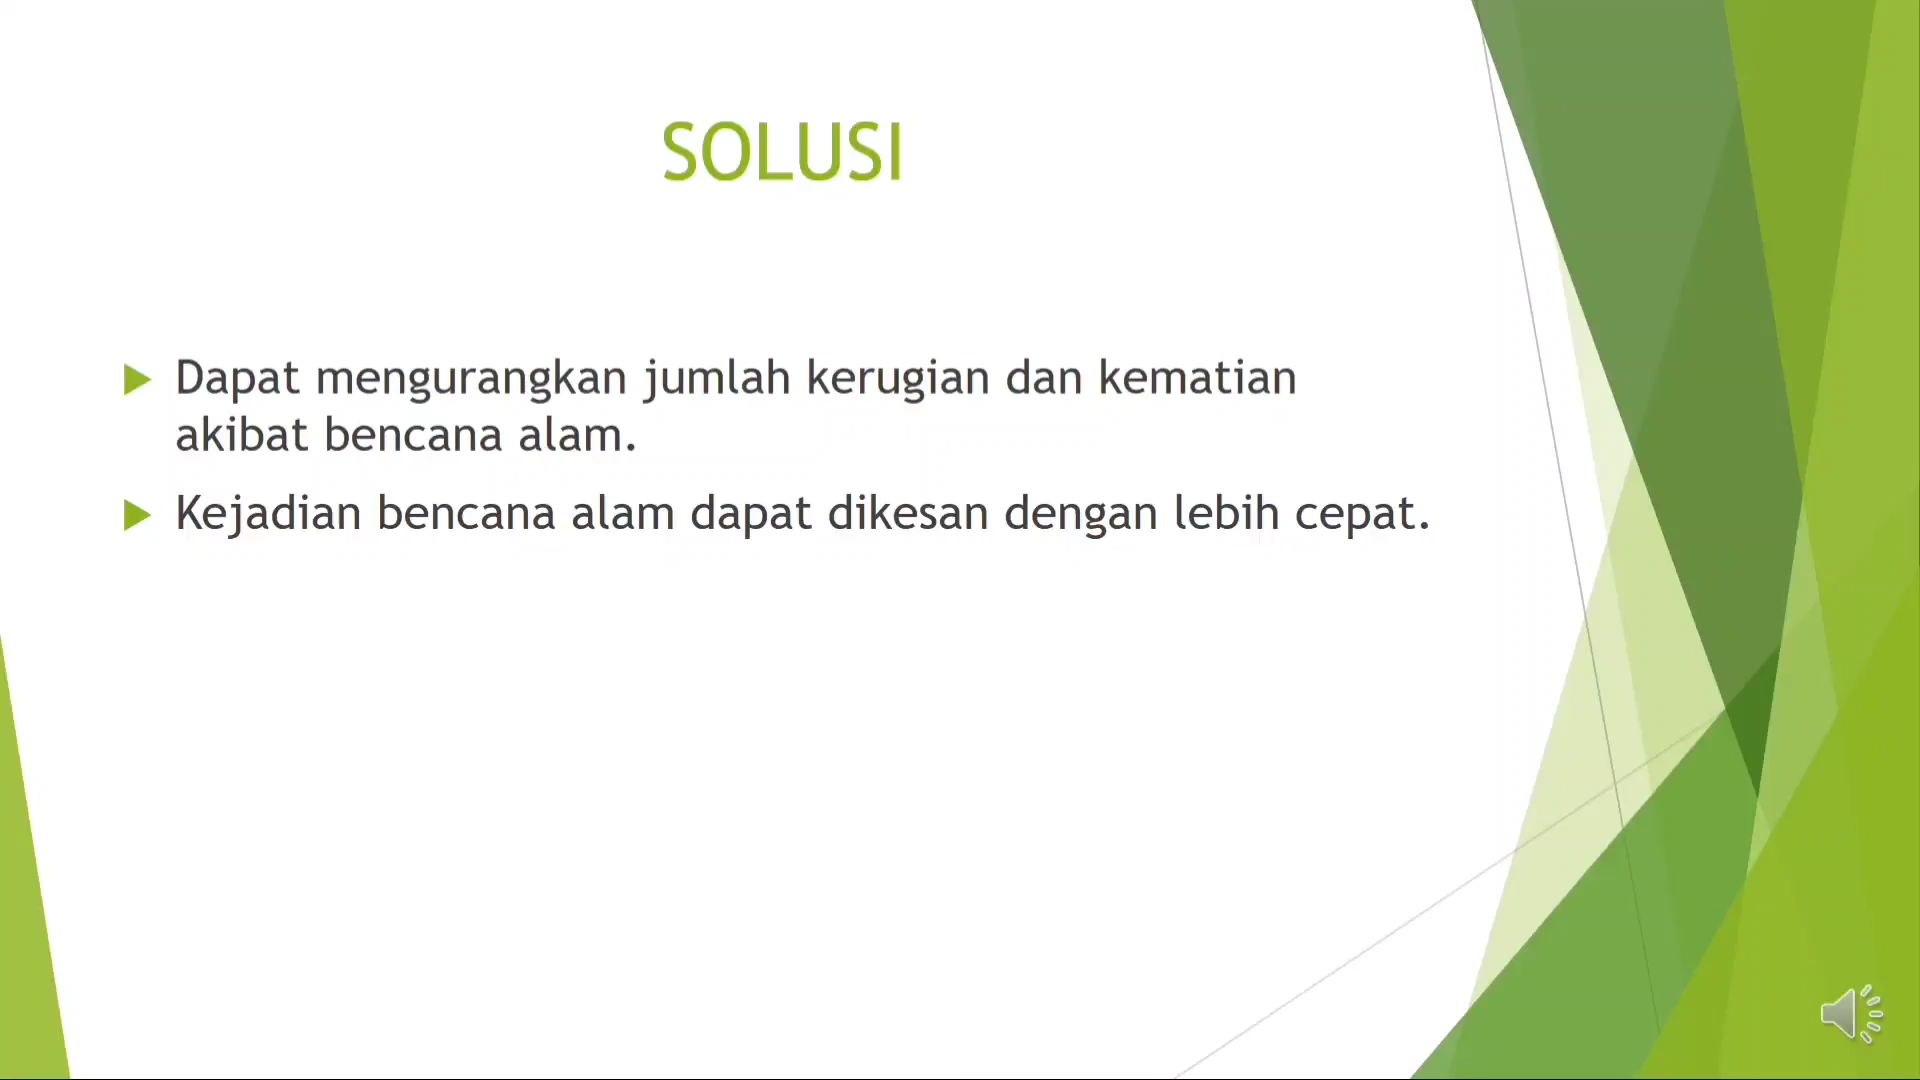 SOLUSI
Dapat mengurangkan jumlah kerugian dan kematian
akibat bencana alam.
Kejadian bencana alam dapat dikesan dengan lebih cepat.